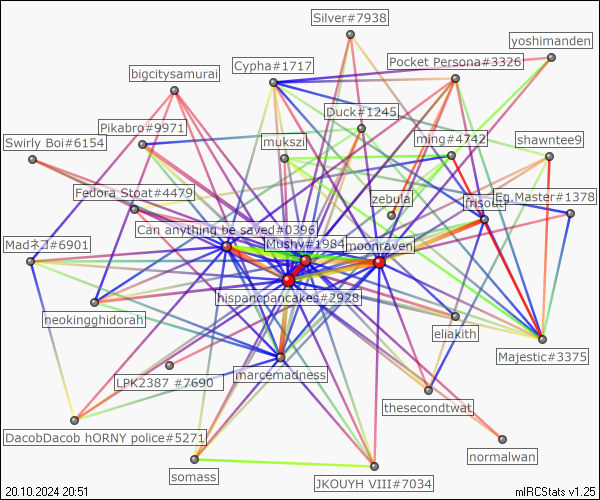 Silver#7938
yoshimanden
Cypha#1717
Pocket Persona#3326
bigcitysamurai
Duck#1245
Pikabro#9971
ming#4742
shawntee9
Swirly Boi#6154
mukszi
Fedora Stoat#4479
zebula
frisott
Eg.Master#1378
Can anything be saved#0396
Madネコ#6901
Mushy#1984
moonraven
hispancpancakes#2928
neokingghidorah
eliakith
Majestic#3375
marcemadness
LPK2387 #7690
thesecondtwat
DacobDacob hORNY police#5271
normalwan
somass
JKOUYH VIII#7034
20.10.2024 20:51
mIRCStats v1.25